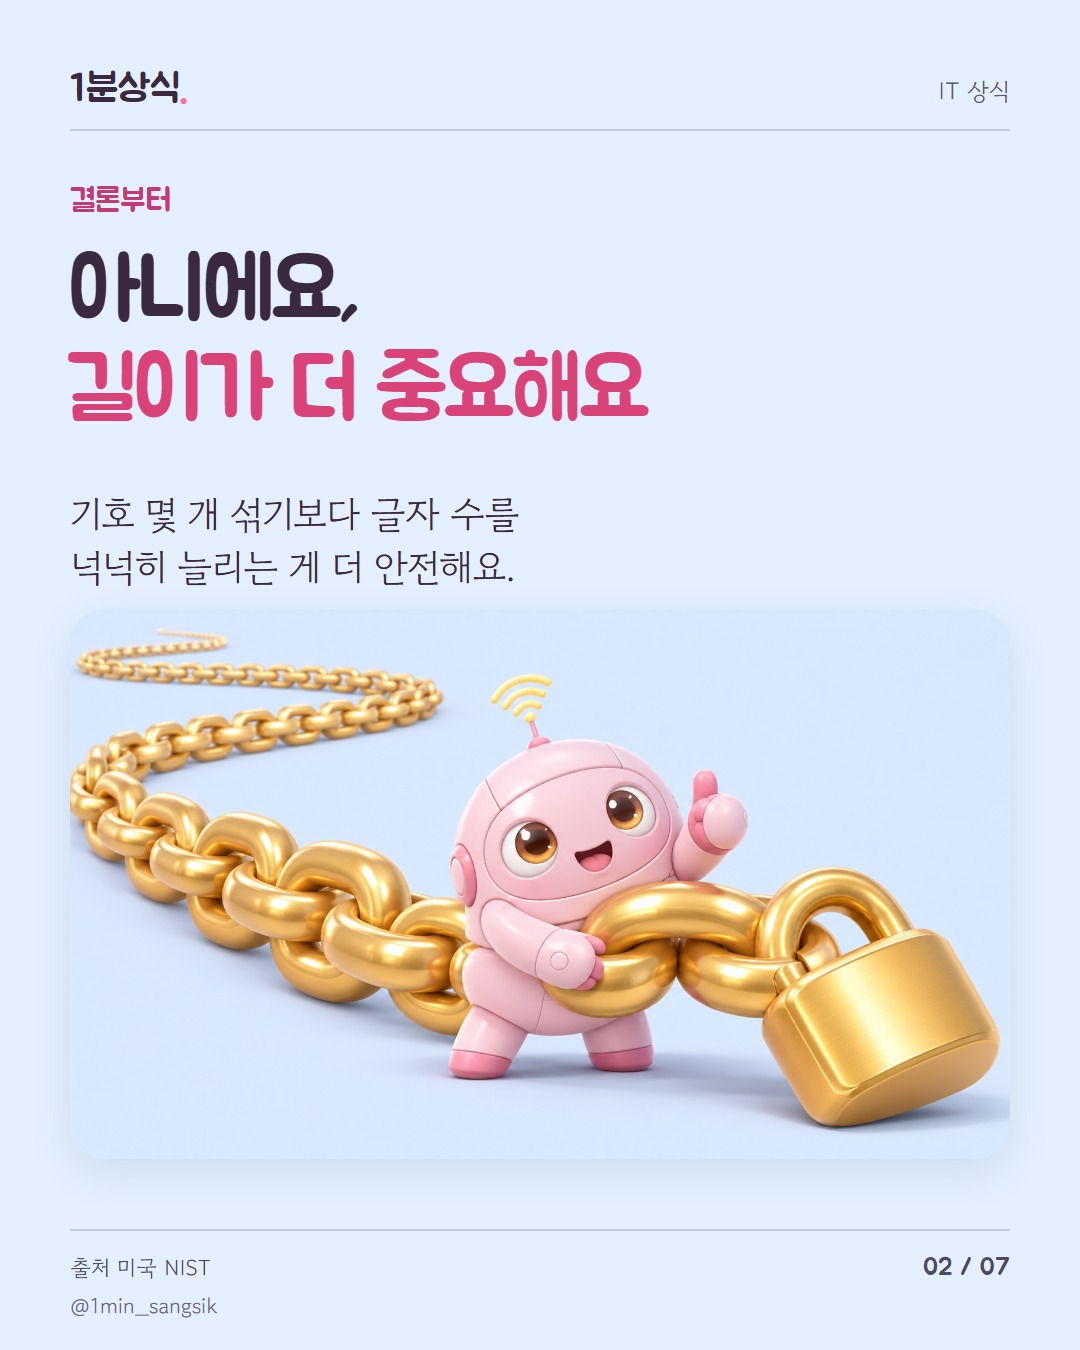 1분상식.
IT 상식
결론부터
아니에요,
길이가 더 중요해요
기호 몇 개 섞기보다 글자 수를
넉넉히 늘리는 게 더 안전해요.
출처 미국 NIST
02 / 07
@1min_sangsik